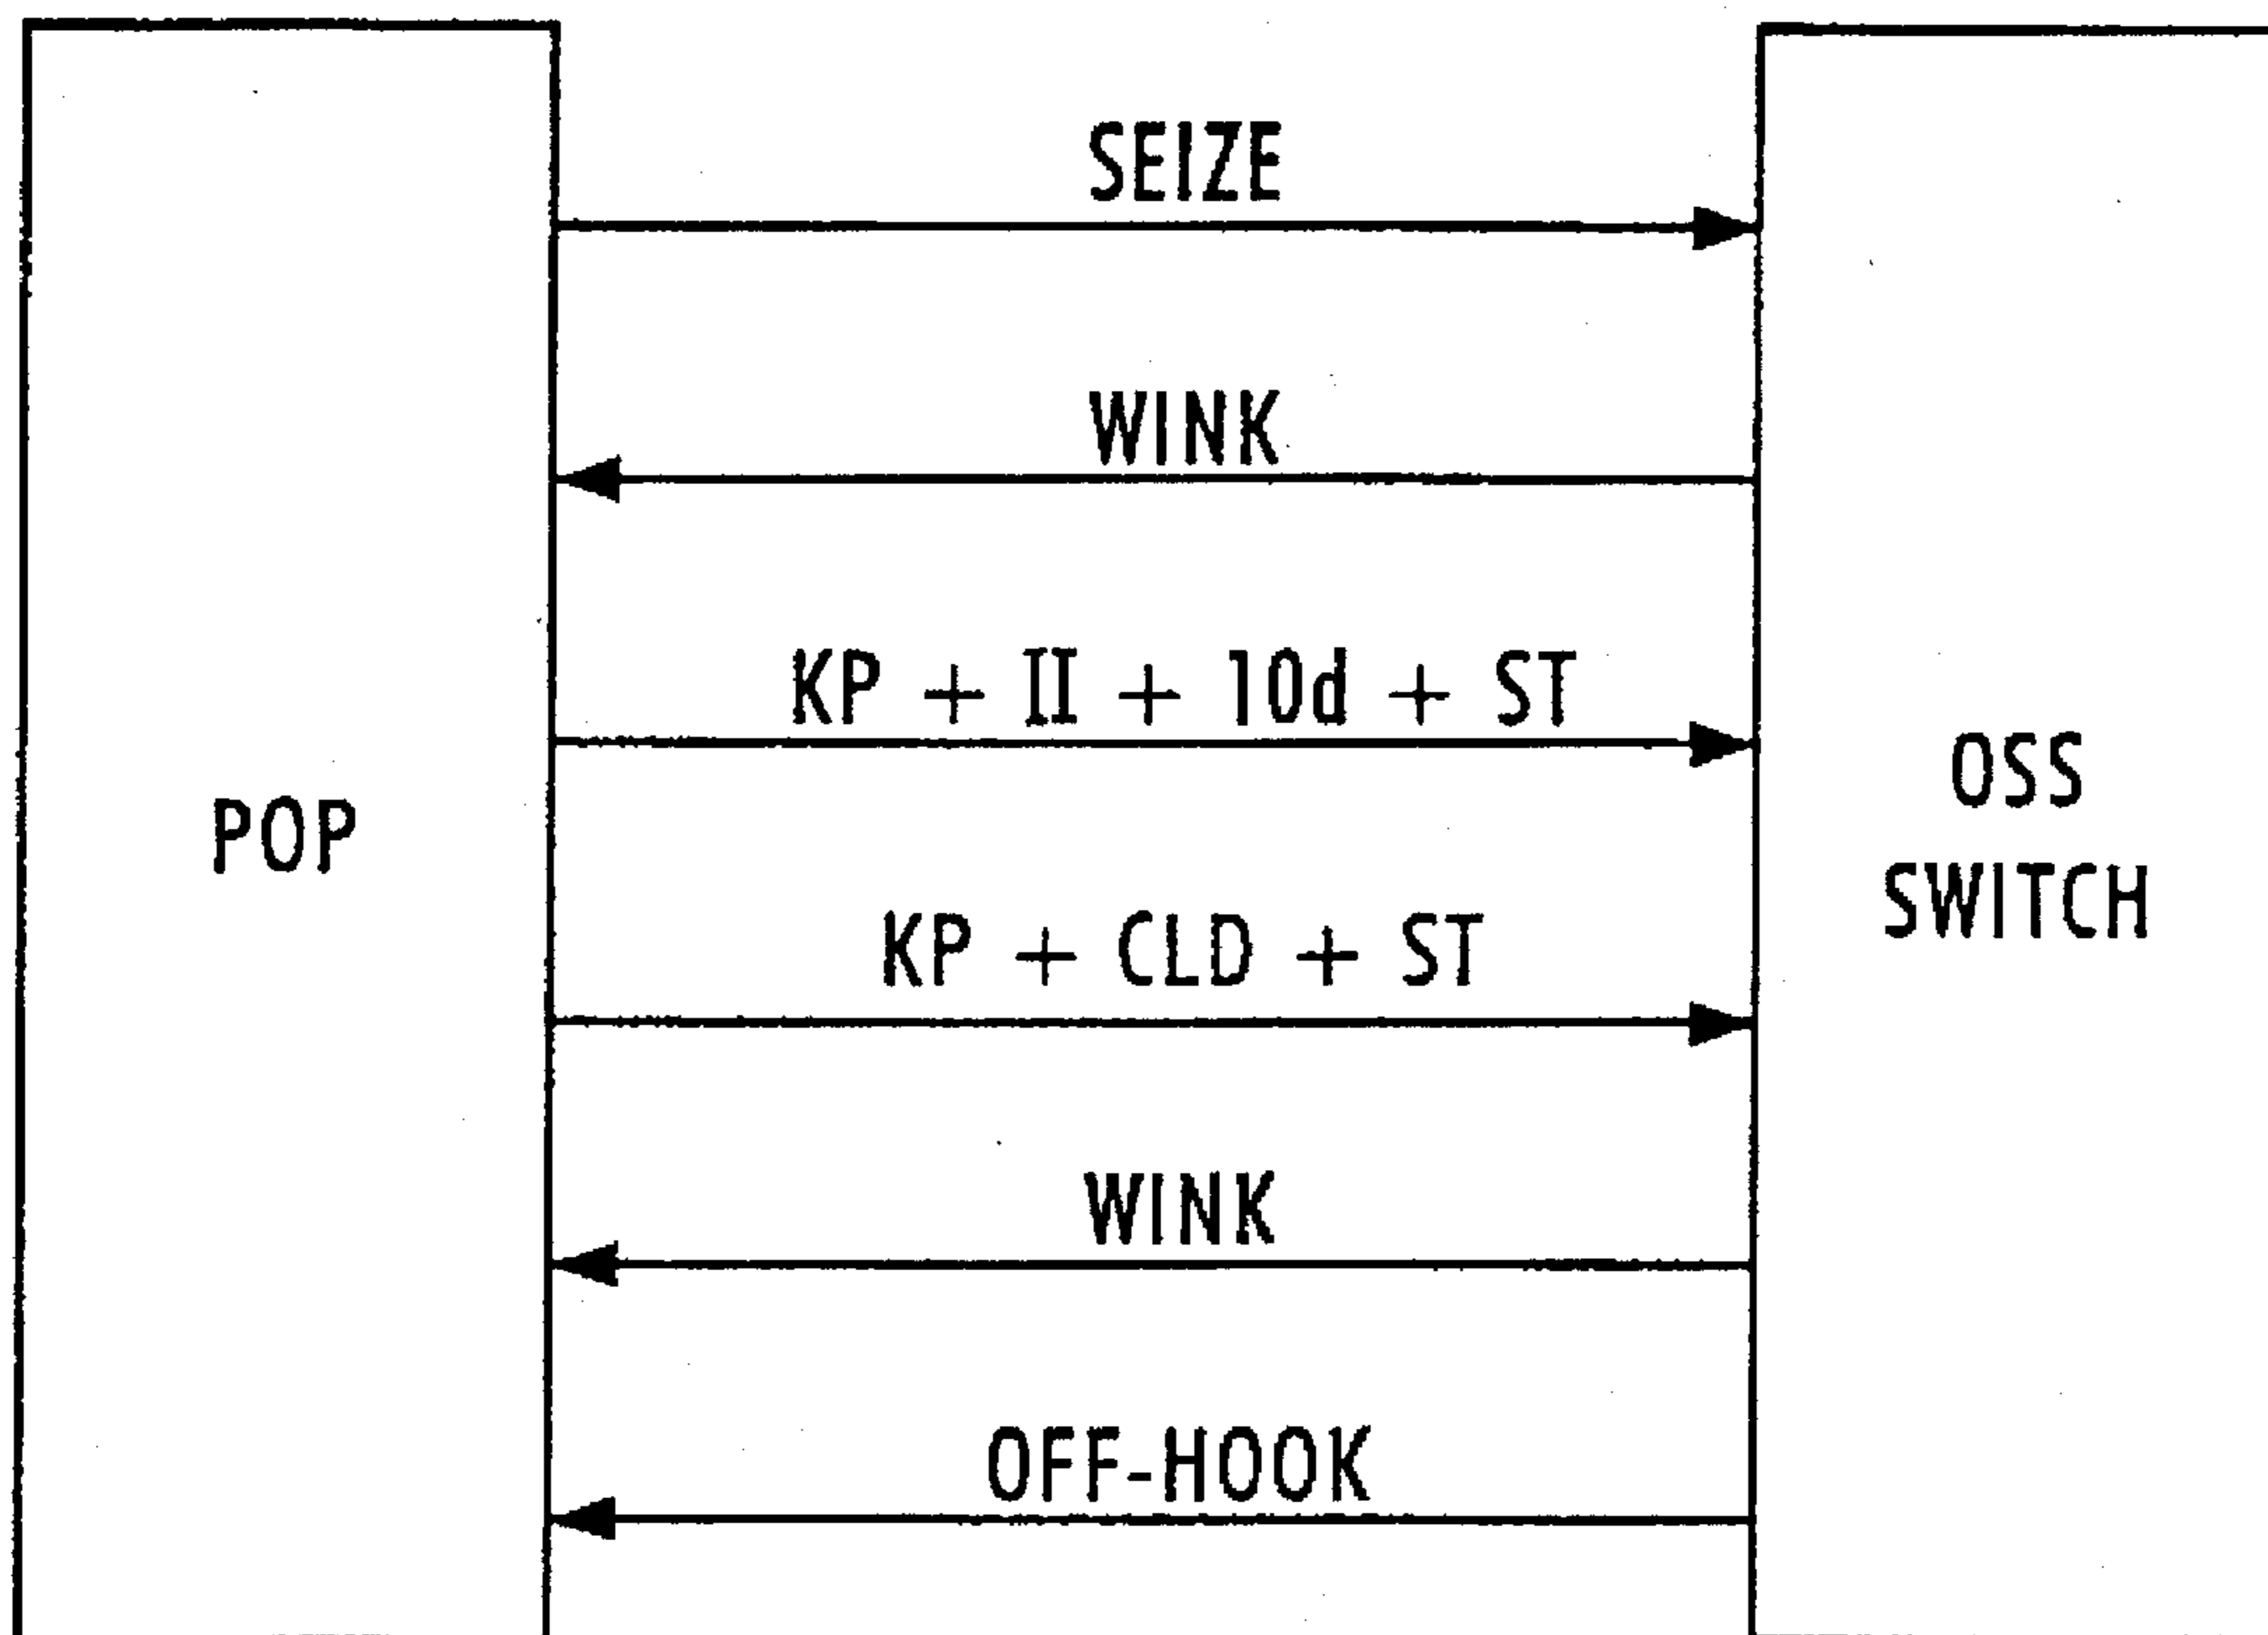 SEIZE
WINK
KP + II + 10d + ST
POP
OSS
SWITCH
KP + CLD + ST
WINK
OFF-HOOK